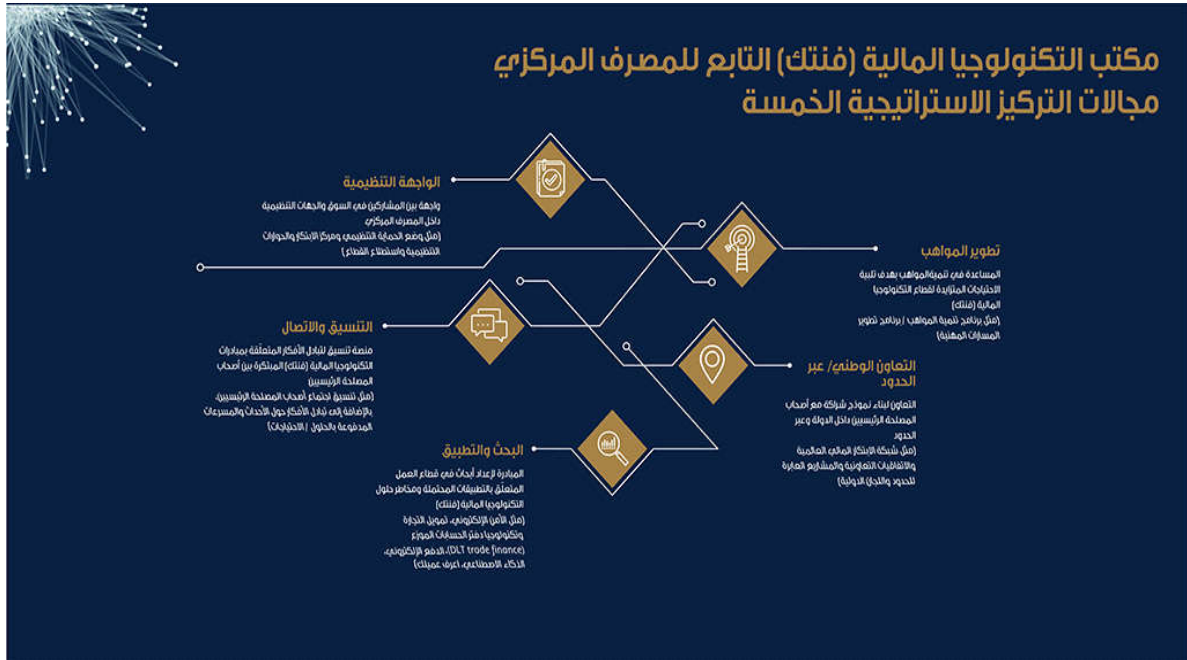 مكتب التكنولوجيا المالية (فنتك) التابع للمصرف المركزي
مجالات التركيز الاستراتيجية الخمسة
الواجهة التنظيمية
واجهة بين المشاركين في السوق والجهات التنظيمية
داخل المصرف المركزي
(مثل وضع الحماية التنظيمي ومركز الابتكار والحوارات
التنظيمية واستطلاع القطاع)
تطوير المواهب
المساعدة في تنمية المواهب بهدف تلبية
الاحتياجات المتزايدة لقطاع التكنولوجيا
المالية (فنتك)
(مثل برنامج تنمية المواهب / برنامج تطوير
المسارات المهنية)
التنسيق والاتصال
منصة تنسيق لتبادل الأفكار المتعلّقة بمبادرات
التكنولوجيا المالية (فنتك) المبتكرة بين أصحاب
المصلحة الرئيسيين
(مثل تنسيق اجتماع أصحاب المصلحة الرئيسيين،
بالإضافة إلى تبادل الأفكار حول الأحداث والمسرعات
المدفوعة بالحلول / الاحتياجات)
التعاون الوطني/ عبر
الحدود
التعاون لبناء نموذج شراكة مع أصحاب
المصلحة الرئيسيين داخل الدولة وعبر
الحدود
(مثل شبكة الابتكار المالي العالمية
والاتفاقيات التعاونية والمشاريع العابرة
للحدود واللجان الدولية)
البحث والتطبيق
المبادرة لإعداد أبحاث في قطاع العمل
المتعلّق بالتطبيقات المحتملة ومخاطر حلول
التكنولوجيا المالية (فنتك)
(مثل الأمن الإلكتروني، تمويل التجارة
وتكنولوجيا دفتر الحسابات الموزع
(DLT trade finance)، الدفع الإلكتروني،
الذكاء الاصطناعي، اعرف عميلك)